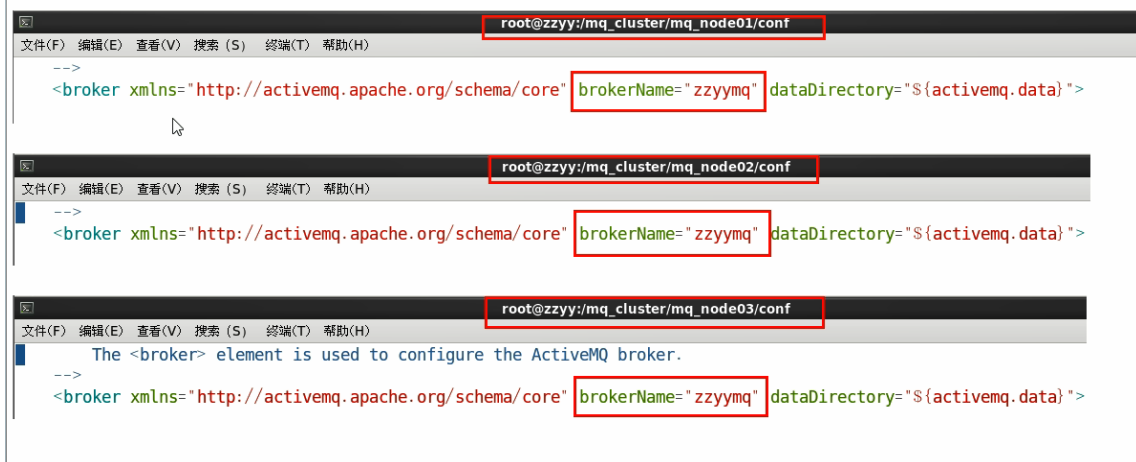 root@zzyy:/mq_cluster/mq_node01/conf
文件(F) 编辑(E) 查看(V) 搜索 (S) 终端(T) 帮助(H)
-->
<broker xmlns="http://activemq.apache.org/schema/core" brokerName="zzyymq" dataDirectory="${activemq.data}">
root@zzyy:/mq_cluster/mq_node02/conf
文件(F) 编辑(E) 查看(V) 搜索 (S) 终端(T) 帮助(H)
-->
<broker xmlns="http://activemq.apache.org/schema/core" brokerName="zzyymq" dataDirectory="${activemq.data}">
root@zzyy:/mq_cluster/mq_node03/conf
文件(F) 编辑(E) 查看(V) 搜索 (S) 终端(T) 帮助(H)
The <broker> element is used to configure the ActiveMQ broker.
-->
<broker xmlns="http://activemq.apache.org/schema/core" brokerName="zzyymq" dataDirectory="${activemq.data}">